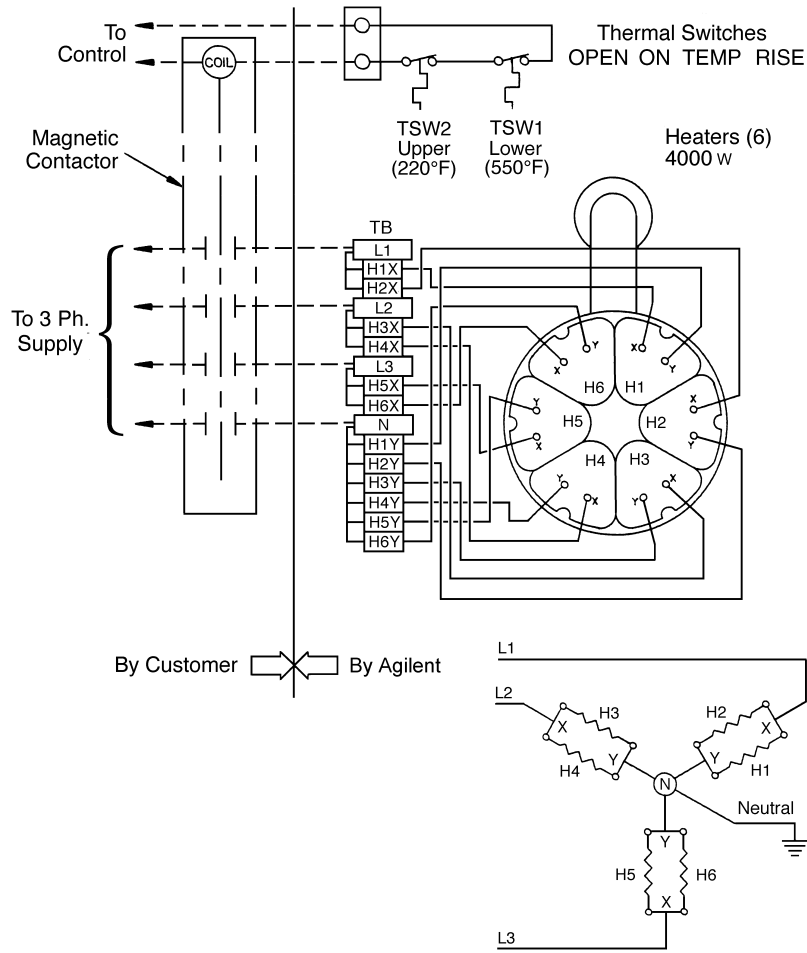 To
Control
COIL
Thermal Switches
OPEN ON TEMP RISE
TSW2
Upper
(220°F)
TSW1
Lower
(550°F)
Heaters (6)
4000 W
Magnetic
Contactor
To 3 Ph.
Supply
TB
L1
H1X
H2X
L2
H3X
H4X
L3
H5X
H6X
N
H1Y
H2Y
H3Y
H4Y
H5Y
H6Y
X
Y
H6
X
Y
H1
X
Y
H2
X
Y
H3
Y
X
H4
Y
X
H5
By Customer
By Agilent
L1
L2
H3
X
Y
H4
H2
X
Y
H1
N
Neutral
Y
H5
H6
X
L3